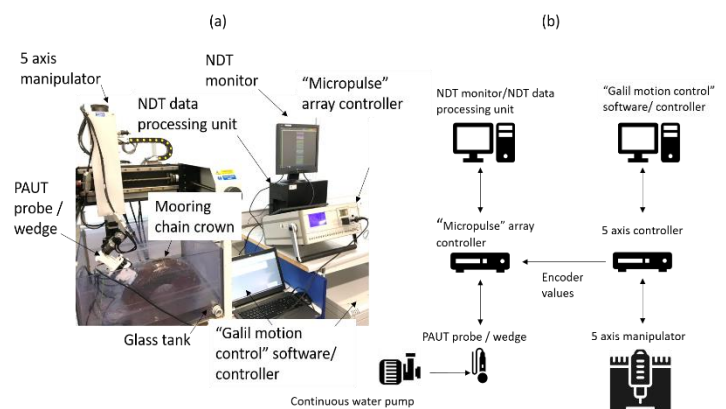 (a)
5 axis
manipulator
NDT
monitor
NDT data
processing unit
“Micropulse”
array controller
PAUT
probe /
wedge
Mooring
chain crown
Glass tank
“Galil motion
control” software/
controller
(b)
NDT monitor/NDT data
processing unit
“Galil motion control”
software/ controller
“Micropulse” array
controller
5 axis controller
Encoder
values
PAUT probe / wedge
5 axis manipulator
Continuous water pump